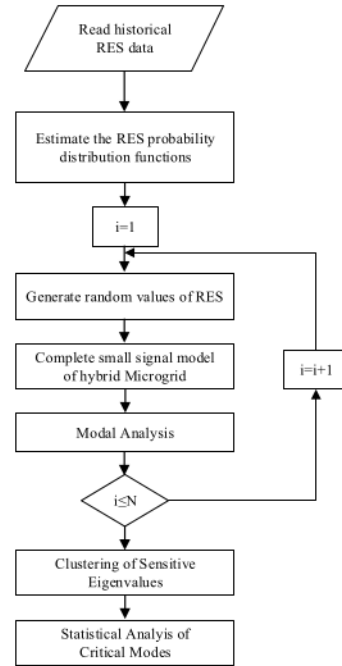 Read historical
RES data
Estimate the RES probability
distribution functions
i=1
Generate random values of RES
Complete small signal model
of hybrid Microgrid
i=i+1
Modal Analysis
i≤N
Clustering of Sensitive
Eigenvalues
Statistical Analyis of
Critical Modes